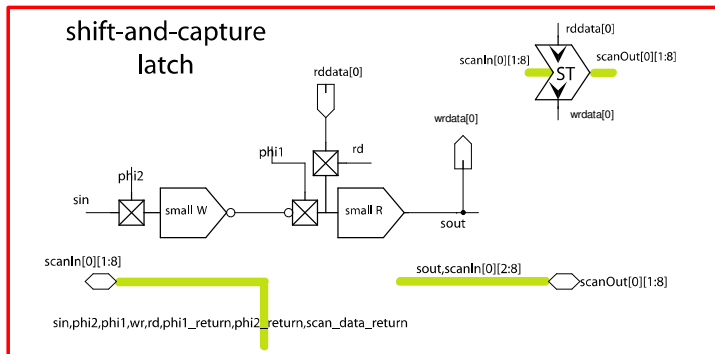 shift-and-capture
latch
rddata[0]
scanIn[0][1:8]
scanOut[0][1:8]
ST
wrdata[0]
rddata[0]
wrdata[0]
phi1
rd
phi2
sin
small W
small R
sout
scanIn[0][1:8]
sout,scanIn[0][2:8]
scanOut[0][1:8]
sin,phi2,phi1,wr,rd,phi1_return,phi2_return,scan_data_return